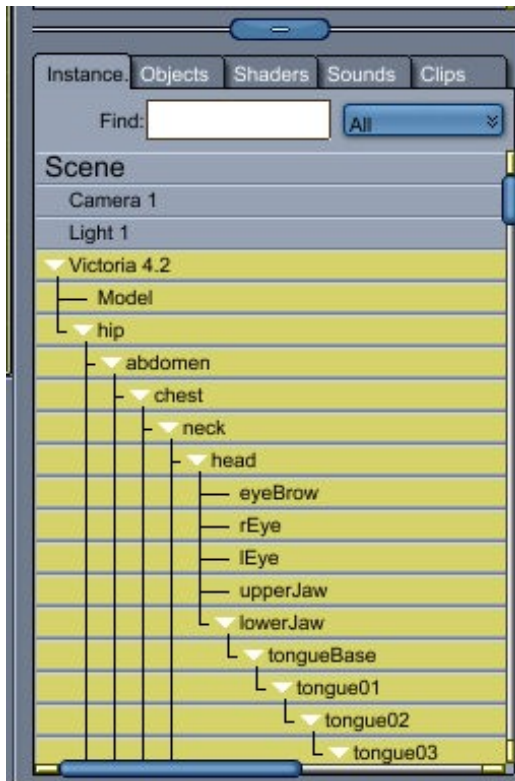 Instance. Objects Shaders Sounds Clips
Find: All
Scene
Camera 1
Light 1
Victoria 4.2
Model
hip
abdomen
chest
neck
head
eyeBrow
rEye
lEye
upperJaw
lowerJaw
tongueBase
tongue01
tongue02
tongue03